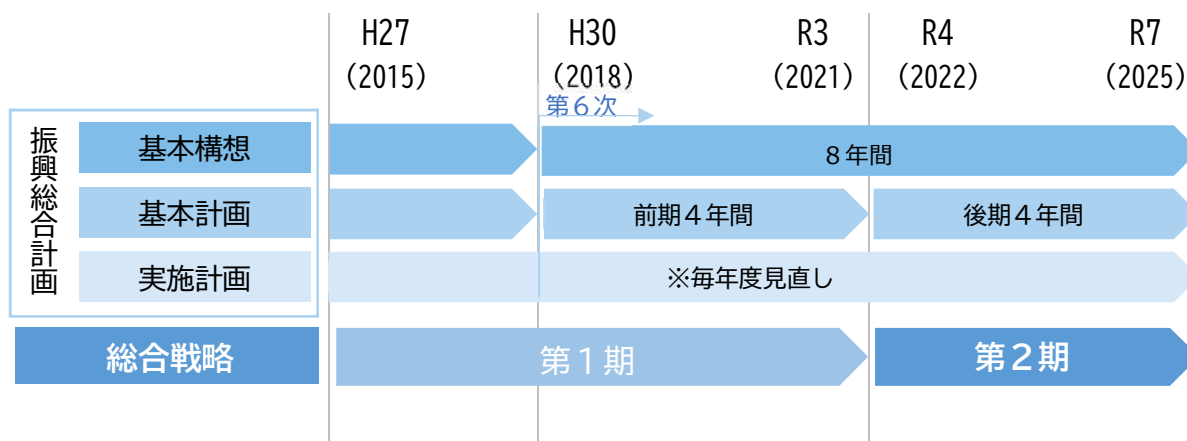 H27 H30 R3 R4 R7
(2015) (2018) (2021) (2022) (2025)
第6次
振興総合計画
基本構想 8年間
基本計画 前期4年間 後期4年間
実施計画 ※毎年度見直し
総合戦略 第1期 第2期